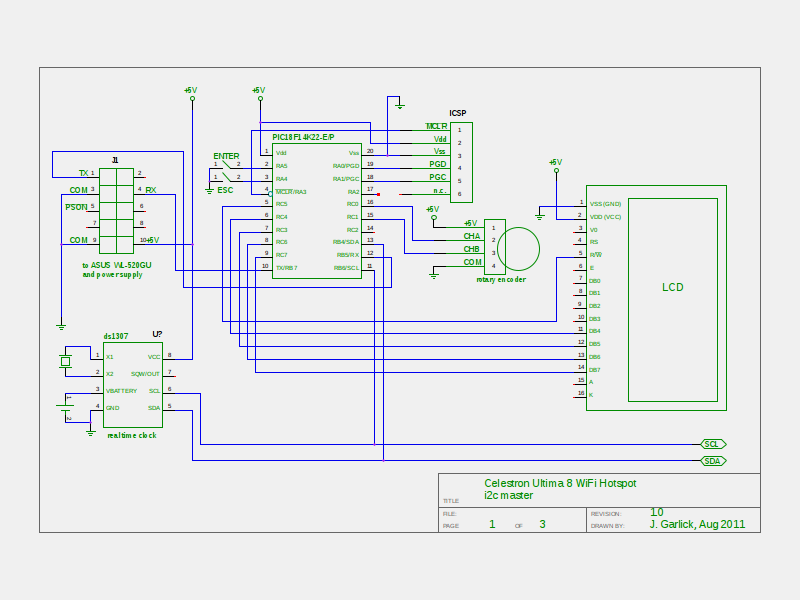 +5V
+5V
ICSP
MCLR 1
Vdd 2
Vss 3
PGD 4
PGC 5
n.c. 6
PIC18F14K22-E/P
1 Vdd Vss 20
2 RA5 RA0/PGD 19
3 RA4 RA1/PGC 18
4 MCLR/RA3 RA2 17
5 RC5 RC0 16
6 RC4 RC1 15
7 RC3 RC2 14
8 RC6 RB4/SDA 13
9 RC7 RB5/RX 12
10 TX/RB7 RB6/SCL 11
ENTER
1 2
1 2
ESC
J1
TX 1 2
COM 3 4 RX
PSON 5 6
7 8
COM 9 10 +5V
to ASUS WL-520GU
and power supply
+5V
+5V 1
CHA 2
CHB 3
COM 4
rotary encoder
+5V
1 VSS (GND)
2 VDD (VCC)
3 V0
4 RS
5 R/W
6 E
7 DB0
8 DB1
9 DB2
10 DB3
11 DB4
12 DB5
13 DB6
14 DB7
15 A
16 K
LCD
ds1307 U?
1 X1 VCC 8
2 X2 SQW/OUT 7
3 VBATTERY SCL 6
4 GND SDA 5
1
2
real time clock
SCL
SDA
Celestron Ultima 8 WiFi Hotspot
i2c master
TITLE
FILE:
REVISION: 1.0
PAGE 1 OF 3
DRAWN BY: J. Garlick, Aug 2011